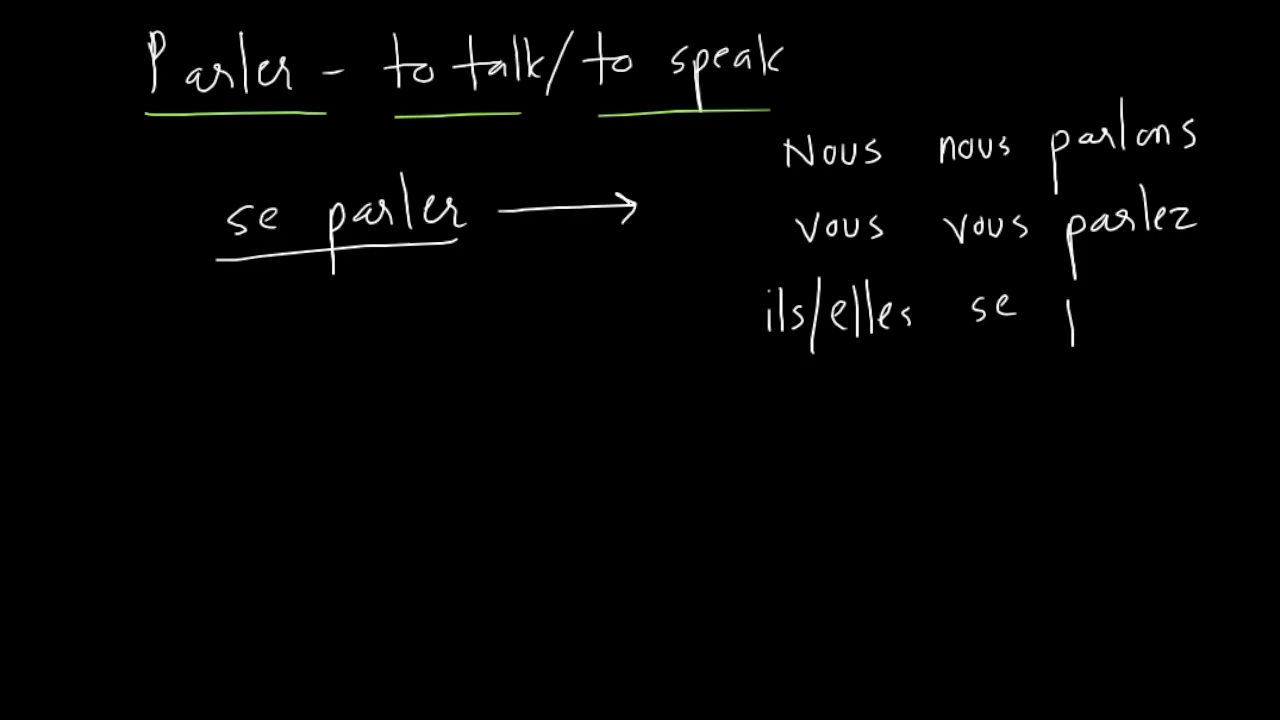 Parler - to talk/to speak
se parler →
Nous nous parlons
vous vous parlez
ils/elles se